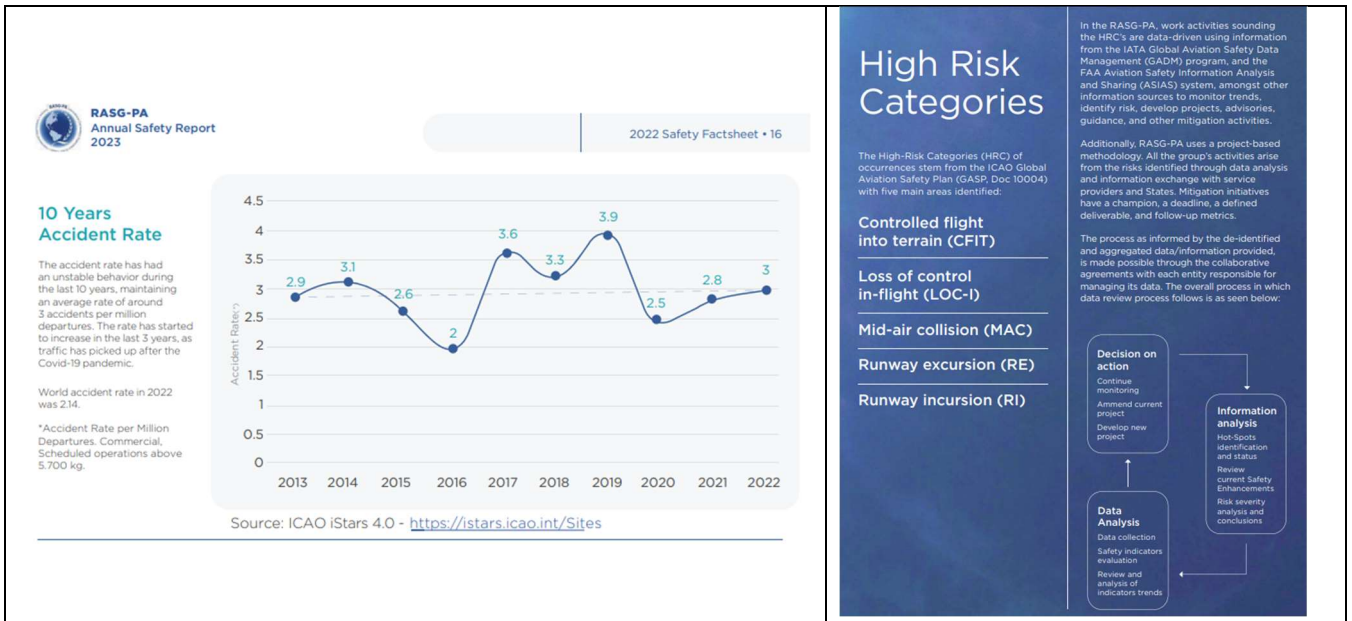 RASG-PA
Annual Safety Report
2023
2022 Safety Factsheet • 16
10 Years
Accident Rate
The accident rate has had
an unstable behavior during
the last 10 years, maintaining
an average rate of around
3 accidents per million
departures. The rate has started
to increase in the last 3 years, as
traffic has picked up after the
Covid-19 pandemic.
World accident rate in 2022
was 2.14.
*Accident Rate per Million
Departures. Commercial,
Scheduled operations above
5.700 kg.
Accident Rate(*)
4.5
4
3.5
3
2.5
2
1.5
1
0.5
0
2.9
3.1
2.6
2
3.6
3.3
3.9
2.5
2.8
3
2013 2014 2015 2016 2017 2018 2019 2020 2021 2022
Source: ICAO iStars 4.0 - https://istars.icao.int/Sites
High Risk
Categories
The High-Risk Categories (HRC) of
occurrences stem from the ICAO Global
Aviation Safety Plan (GASP, Doc 10004)
with five main areas identified:
Controlled flight
into terrain (CFIT)
Loss of control
in-flight (LOC-I)
Mid-air collision (MAC)
Runway excursion (RE)
Runway incursion (RI)
In the RASG-PA, work activities sounding
the HRC's are data-driven using information
from the IATA Global Aviation Safety Data
Management (GADM) program, and the
FAA Aviation Safety Information Analysis
and Sharing (ASIAS) system, amongst other
information sources to monitor trends,
identify risk, develop projects, advisories,
guidance, and other mitigation activities.
Additionally, RASG-PA uses a project-based
methodology. All the group's activities arise
from the risks identified through data analysis
and information exchange with service
providers and States. Mitigation initiatives
have a champion, a deadline, a defined
deliverable, and follow-up metrics.
The process as informed by the de-identified
and aggregated data/information provided,
is made possible through the collaborative
agreements with each entity responsible for
managing its data. The overall process in which
data review process follows is as seen below:
Decision on
action
Continue
monitoring
Ammend current
project
Develop new
project
Information
analysis
Hot-Spots
identification
and status
Review
current Safety
Enhancements
Risk severity
analysis and
conclusions
Data
Analysis
Data collection
Safety indicators
evaluation
Review and
analysis of
indicators trends